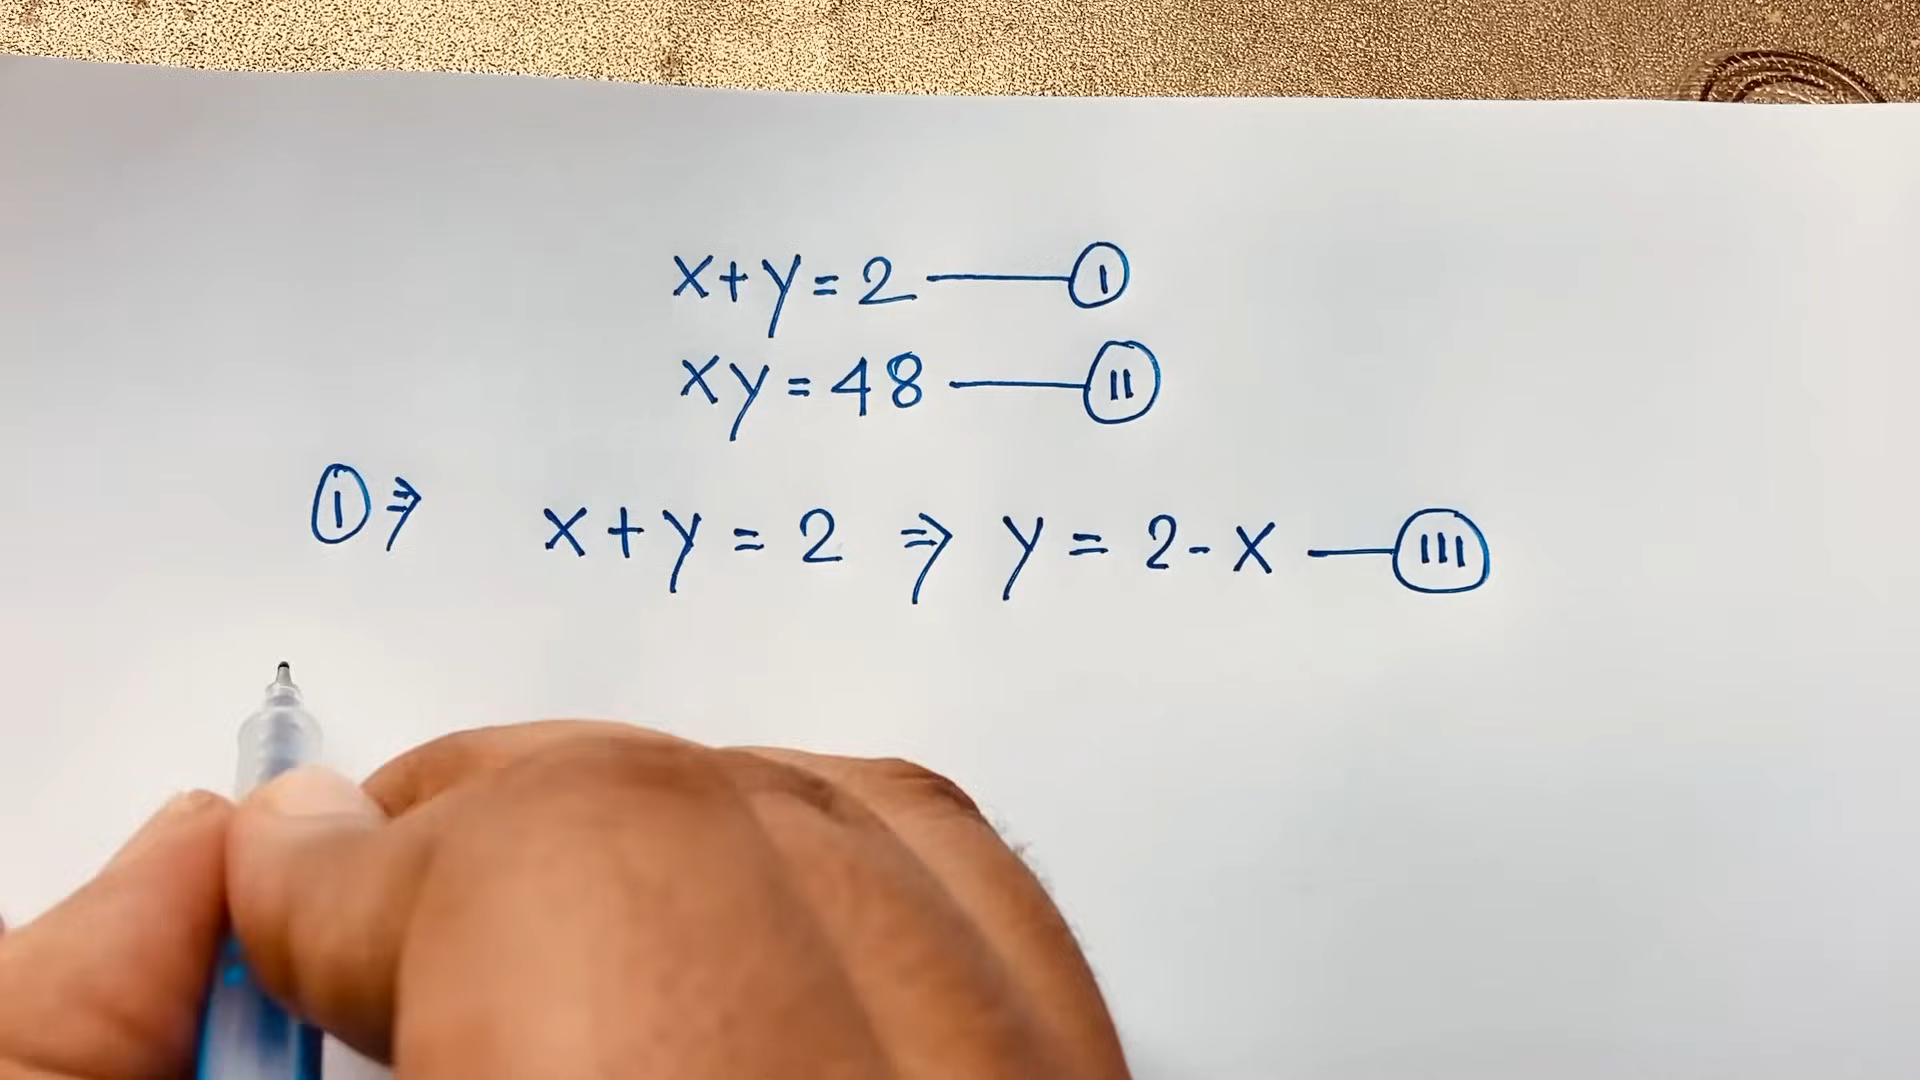 x+y=2 — I
xy=48 — II
I ⇒ x+y=2 ⇒ y=2-x — III